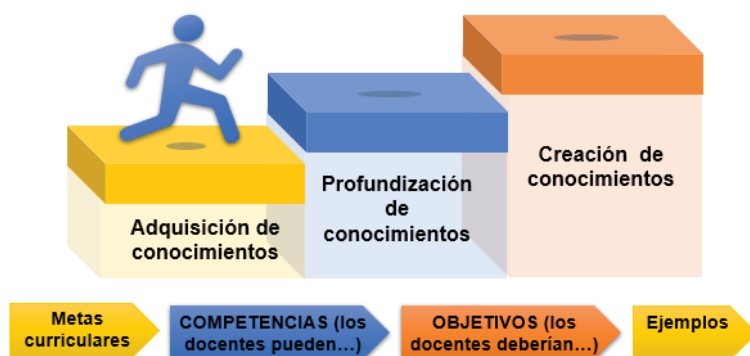 Adquisición de
conocimientos
Profundización
de
conocimientos
Creación de
conocimientos
Metas
curriculares
COMPETENCIAS (los
docentes pueden...)
OBJETIVOS (los
docentes deberían...)
Ejemplos